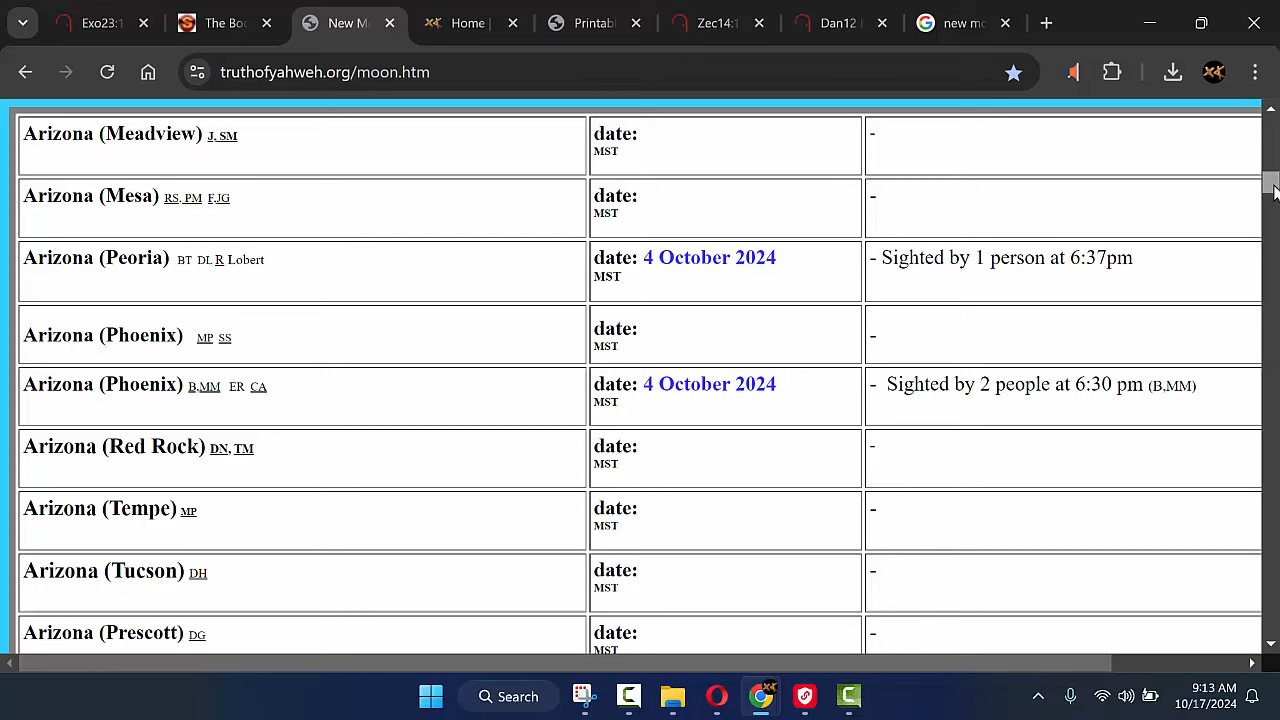 Exo23:1
The Boo
New M
Home
Printabl
Zec14:1
Dan12
new mo
truthofyahweh.org/moon.htm
Arizona (Meadview) J, SM
date:
MST
-
Arizona (Mesa) RS, PM F,JG
date:
MST
-
Arizona (Peoria) BT DL R Lobert
date: 4 October 2024
MST
- Sighted by 1 person at 6:37pm
Arizona (Phoenix) MP SS
date:
MST
-
Arizona (Phoenix) B,MM ER CA
date: 4 October 2024
MST
- Sighted by 2 people at 6:30 pm (B,MM)
Arizona (Red Rock) DN, TM
date:
MST
-
Arizona (Tempe) MP
date:
MST
-
Arizona (Tucson) DH
date:
MST
-
Arizona (Prescott) DG
date:
MST
-
Search
9:13 AM
10/17/2024